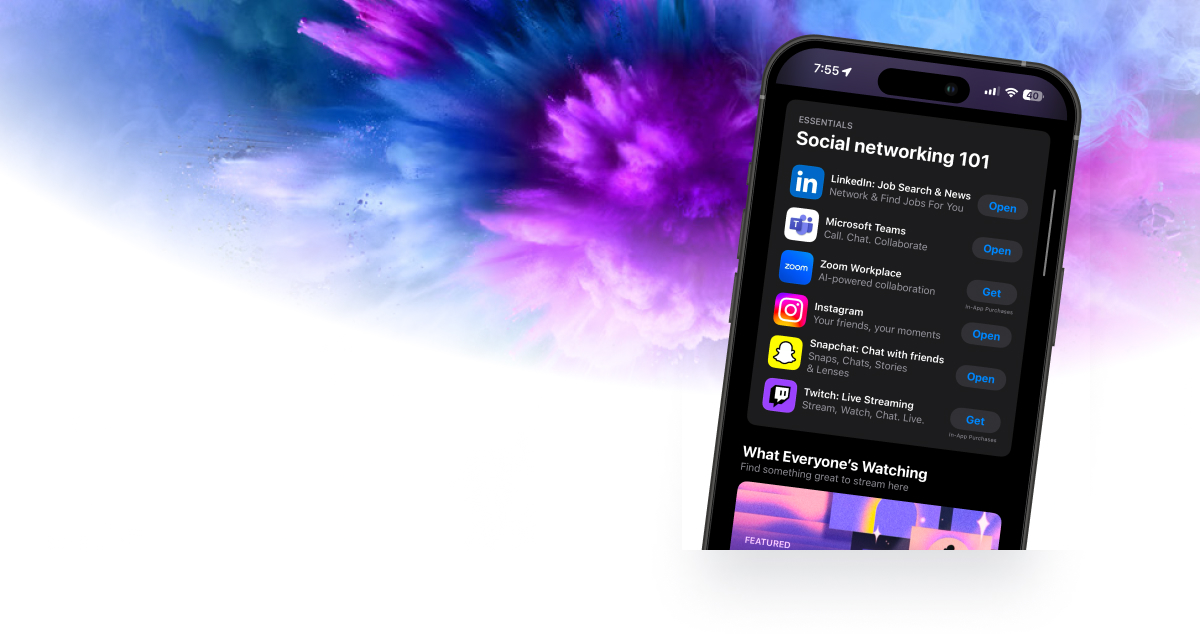 7:55
40
ESSENTIALS
Social networking 101
in
LinkedIn: Job Search & News
Network & Find Jobs For You
Open
T
Microsoft Teams
Call. Chat. Collaborate
Open
zoom
Zoom Workplace
AI-powered collaboration
Get
In-App Purchases
Instagram
Your friends, your moments
Open
Snapchat: Chat with friends
Snaps, Chats, Stories
& Lenses
Open
Twitch: Live Streaming
Stream, Watch, Chat. Live.
Get
In-App Purchases
What Everyone’s Watching
Find something great to stream here
FEATURED